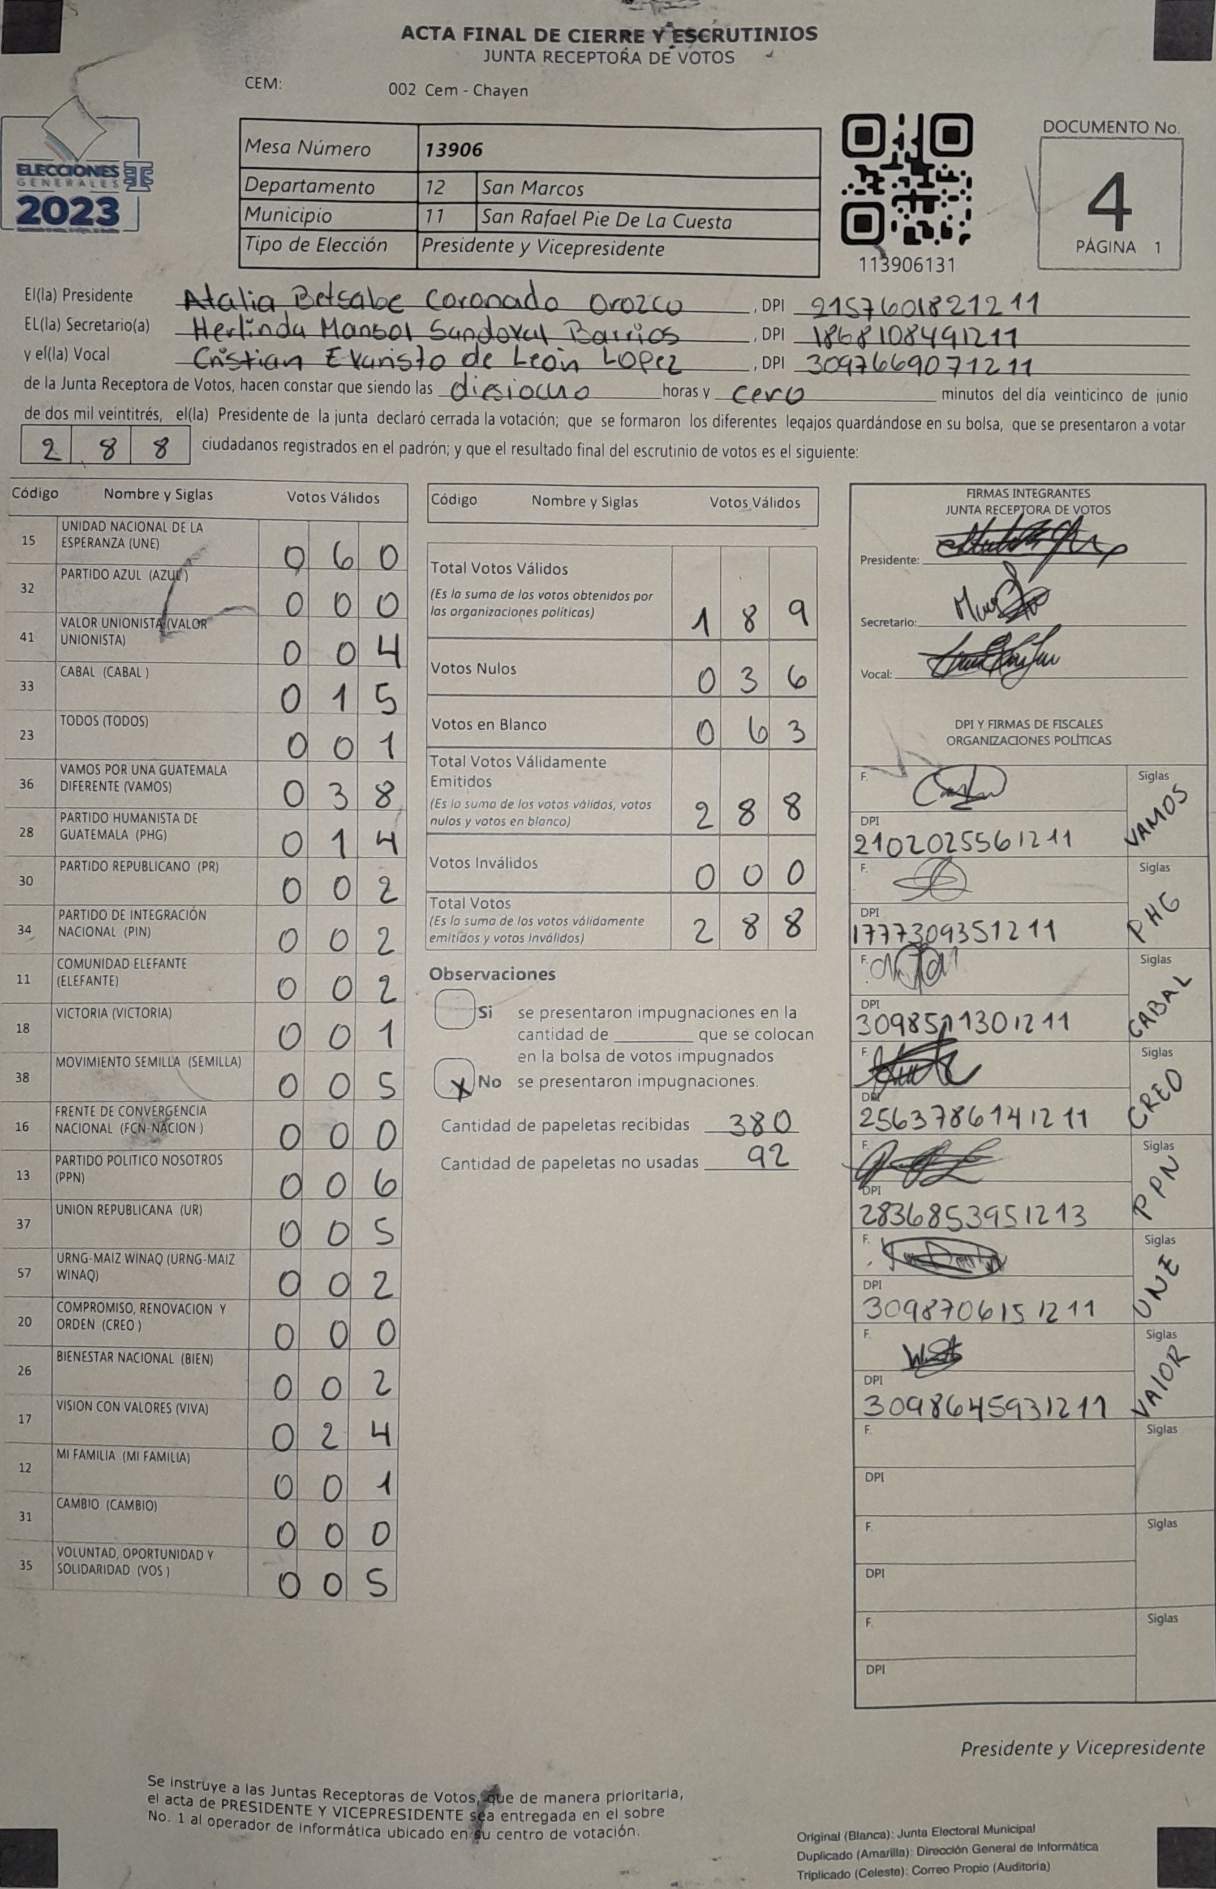 ACTA FINAL DE CIERRE Y ESCRUTINIOS
JUNTA RECEPTORA DE VOTOS
CEM: 002 Cem - Chayen
ELECCIONES
GENERALES
2023
Mesa Número 13906
Departamento 12 San Marcos
Municipio 11 San Rafael Pie De La Cuesta
Tipo de Elección Presidente y Vicepresidente
113906131
DOCUMENTO No.
4
PÁGINA 1
El(la) Presidente Atalia Betsabe Coronado Orozco, DPI 2157601821211
EL(la) Secretario(a) Herlinda Marisol Sandoval Barrios, DPI 1868108491211
y el(la) Vocal Cristian Evaristo de León López, DPI 3097669071211
de la Junta Receptora de Votos, hacen constar que siendo las diesiocho horas y cero minutos del día veinticinco de junio
de dos mil veintitrés, el(la) Presidente de la junta declaró cerrada la votación; que se formaron los diferentes legajos guardándose en su bolsa, que se presentaron a votar
2 8 8 ciudadanos registrados en el padrón; y que el resultado final del escrutinio de votos es el siguiente:
Código Nombre y Siglas Votos Válidos
15 UNIDAD NACIONAL DE LA ESPERANZA (UNE) 0 6 0
32 PARTIDO AZUL (AZUL) 0 0 0
41 VALOR UNIONISTA (VALOR UNIONISTA) 0 0 4
33 CABAL (CABAL) 0 1 5
23 TODOS (TODOS) 0 0 1
36 VAMOS POR UNA GUATEMALA DIFERENTE (VAMOS) 0 3 8
28 PARTIDO HUMANISTA DE GUATEMALA (PHG) 0 1 4
30 PARTIDO REPUBLICANO (PR) 0 0 2
34 PARTIDO DE INTEGRACIÓN NACIONAL (PIN) 0 0 2
11 COMUNIDAD ELEFANTE (ELEFANTE) 0 0 2
18 VICTORIA (VICTORIA) 0 0 1
38 MOVIMIENTO SEMILLA (SEMILLA) 0 0 5
16 FRENTE DE CONVERGENCIA NACIONAL (FCN-NACION) 0 0 0
13 PARTIDO POLITICO NOSOTROS (PPN) 0 0 6
37 UNION REPUBLICANA (UR) 0 0 5
57 URNG-MAIZ WINAQ (URNG-MAIZ WINAQ) 0 0 2
20 COMPROMISO, RENOVACION Y ORDEN (CREO) 0 0 0
26 BIENESTAR NACIONAL (BIEN) 0 0 2
17 VISION CON VALORES (VIVA) 0 2 4
12 MI FAMILIA (MI FAMILIA) 0 0 1
31 CAMBIO (CAMBIO) 0 0 0
35 VOLUNTAD, OPORTUNIDAD Y SOLIDARIDAD (VOS) 0 0 5
Código Nombre y Siglas Votos Válidos
Total Votos Válidos
(Es la suma de los votos obtenidos por
las organizaciones políticas) 1 8 9
Votos Nulos 0 3 6
Votos en Blanco 0 6 3
Total Votos Válidamente
Emitidos
(Es la suma de los votos válidos, votos
nulos y votos en blanco) 2 8 8
Votos Inválidos 0 0 0
Total Votos
(Es la suma de los votos válidamente
emitidos y votos inválidos) 2 8 8
Observaciones
Si se presentaron impugnaciones en la
cantidad de ________ que se colocan
en la bolsa de votos impugnados
X No se presentaron impugnaciones.
Cantidad de papeletas recibidas 380
Cantidad de papeletas no usadas 92
FIRMAS INTEGRANTES
JUNTA RECEPTORA DE VOTOS
Presidente:
Secretario:
Vocal:
DPI Y FIRMAS DE FISCALES
ORGANIZACIONES POLÍTICAS
F. Siglas VAMOS
DPI 2102025561211
F. Siglas PHG
DPI 1777309351211
F. Siglas CABAL
DPI 3098511301211
F. Siglas CREO
DPI 2563786141211
F. Siglas PPN
DPI 2836853951213
F. Siglas UNE
DPI 3098706151211
F. Siglas VALOR
DPI 3098645931211
F. Siglas
DPI
F. Siglas
DPI
F. Siglas
DPI
Presidente y Vicepresidente
Se instruye a las Juntas Receptoras de Votos, que de manera prioritaria,
el acta de PRESIDENTE Y VICEPRESIDENTE sea entregada en el sobre
No. 1 al operador de informática ubicado en su centro de votación.
Original (Blanca): Junta Electoral Municipal
Duplicado (Amarilla): Dirección General de Informática
Triplicado (Celeste): Correo Propio (Auditoría)